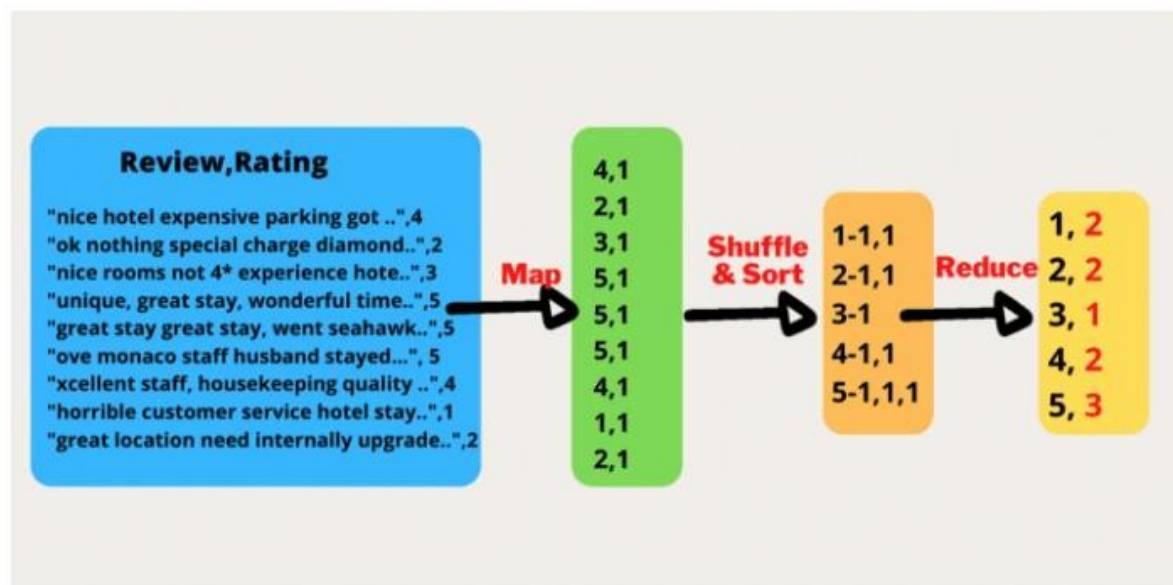 Review,Rating
"nice hotel expensive parking got ..",4
"ok nothing special charge diamond..",2
"nice rooms not 4* experience hote..",3
"unique, great stay, wonderful time..",5
"great stay great stay, went seahawk..",5
"ove monaco staff husband stayed...", 5
"xcellent staff, housekeeping quality ..",4
"horrible customer service hotel stay..",1
"great location need internally upgrade..",2
Map
4,1
2,1
3,1
5,1
5,1
5,1
4,1
1,1
2,1
Shuffle
& Sort
1-1,1
2-1,1
3-1
4-1,1
5-1,1,1
Reduce
1, 2
2, 2
3, 1
4, 2
5, 3